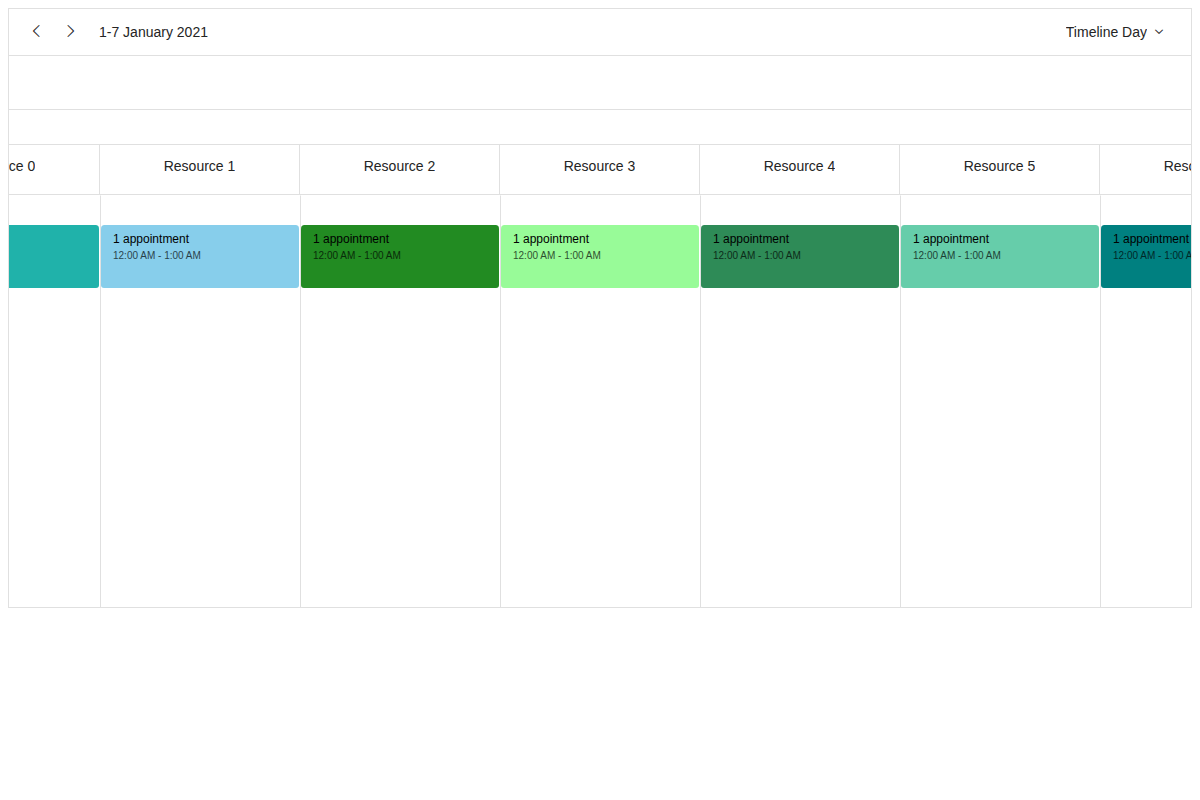 1-7 January 2021
Timeline Day
ce 0
Resource 1
Resource 2
Resource 3
Resource 4
Resource 5
Reso
1 appointment
12:00 AM - 1:00 AM
1 appointment
12:00 AM - 1:00 AM
1 appointment
12:00 AM - 1:00 AM
1 appointment
12:00 AM - 1:00 AM
1 appointment
12:00 AM - 1:00 AM
1 appointment
12:00 AM - 1:00 A